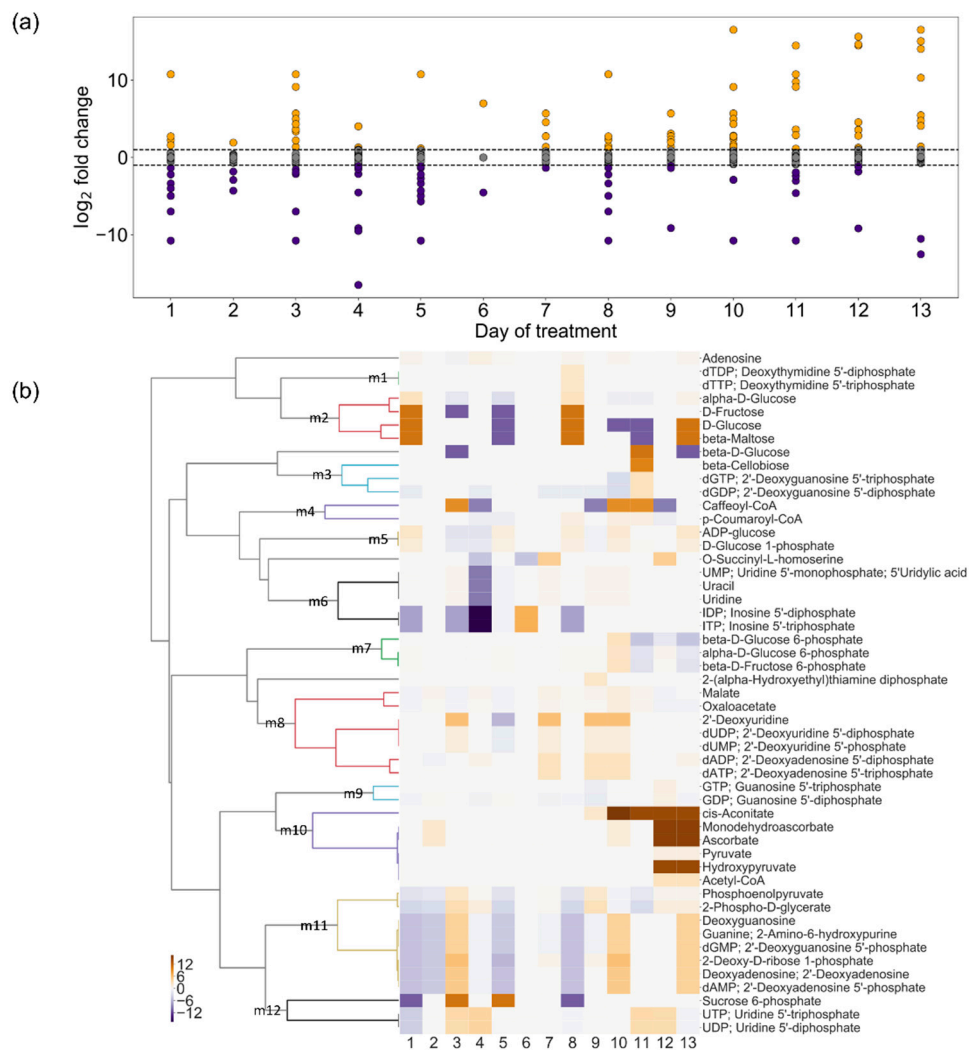 (a)
log₂ fold change
10
0
−10
1 2 3 4 5 6 7 8 9 10 11 12 13
Day of treatment
(b)
Adenosine
dTDP; Deoxythymidine 5'-diphosphate
m1
dTTP; Deoxythymidine 5'-triphosphate
alpha-D-Glucose
m2
D-Fructose
D-Glucose
beta-Maltose
beta-D-Glucose
m3
beta-Cellobiose
dGTP; 2'-Deoxyguanosine 5'-triphosphate
dGDP; 2'-Deoxyguanosine 5'-diphosphate
m4
Caffeoyl-CoA
p-Coumaroyl-CoA
m5
ADP-glucose
D-Glucose 1-phosphate
O-Succinyl-L-homoserine
UMP; Uridine 5'-monophosphate; 5'Uridylic acid
m6
Uracil
Uridine
IDP; Inosine 5'-diphosphate
ITP; Inosine 5'-triphosphate
m7
beta-D-Glucose 6-phosphate
alpha-D-Glucose 6-phosphate
beta-D-Fructose 6-phosphate
2-(alpha-Hydroxyethyl)thiamine diphosphate
Malate
Oxaloacetate
m8
2'-Deoxyuridine
dUDP; 2'-Deoxyuridine 5'-diphosphate
dUMP; 2'-Deoxyuridine 5'-phosphate
dADP; 2'-Deoxyadenosine 5'-diphosphate
dATP; 2'-Deoxyadenosine 5'-triphosphate
m9
GTP; Guanosine 5'-triphosphate
GDP; Guanosine 5'-diphosphate
cis-Aconitate
m10
Monodehydroascorbate
Ascorbate
Pyruvate
Hydroxypyruvate
Acetyl-CoA
Phosphoenolpyruvate
2-Phospho-D-glycerate
m11
Deoxyguanosine
Guanine; 2-Amino-6-hydroxypurine
dGMP; 2'-Deoxyguanosine 5'-phosphate
2-Deoxy-D-ribose 1-phosphate
Deoxyadenosine; 2'-Deoxyadenosine
dAMP; 2'-Deoxyadenosine 5'-phosphate
m12
Sucrose 6-phosphate
UTP; Uridine 5'-triphosphate
UDP; Uridine 5'-diphosphate
12
6
0
−6
−12
1 2 3 4 5 6 7 8 9 10 11 12 13